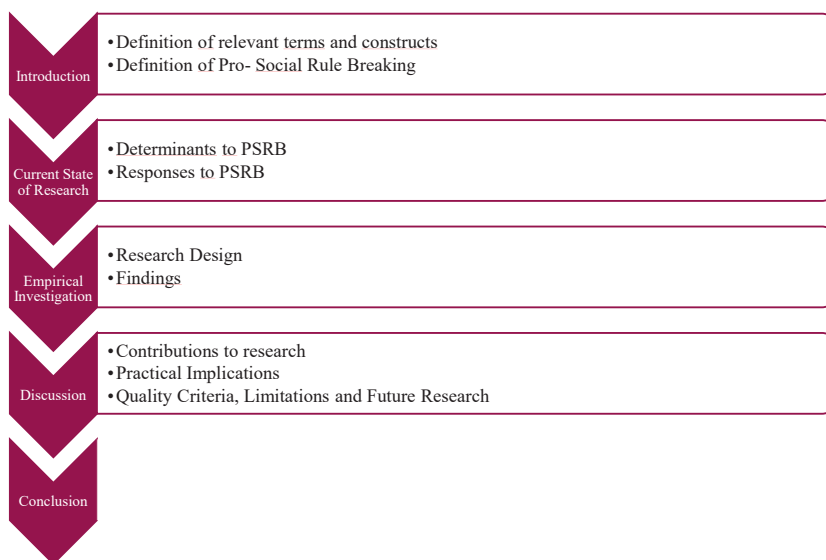 Introduction
•Definition of relevant terms and constructs
•Definition of Pro- Social Rule Breaking
Current State
of Research
•Determinants to PSRB
•Responses to PSRB
Empirical
Investigation
•Research Design
•Findings
Discussion
•Contributions to research
•Practical Implications
•Quality Criteria, Limitations and Future Research
Conclusion